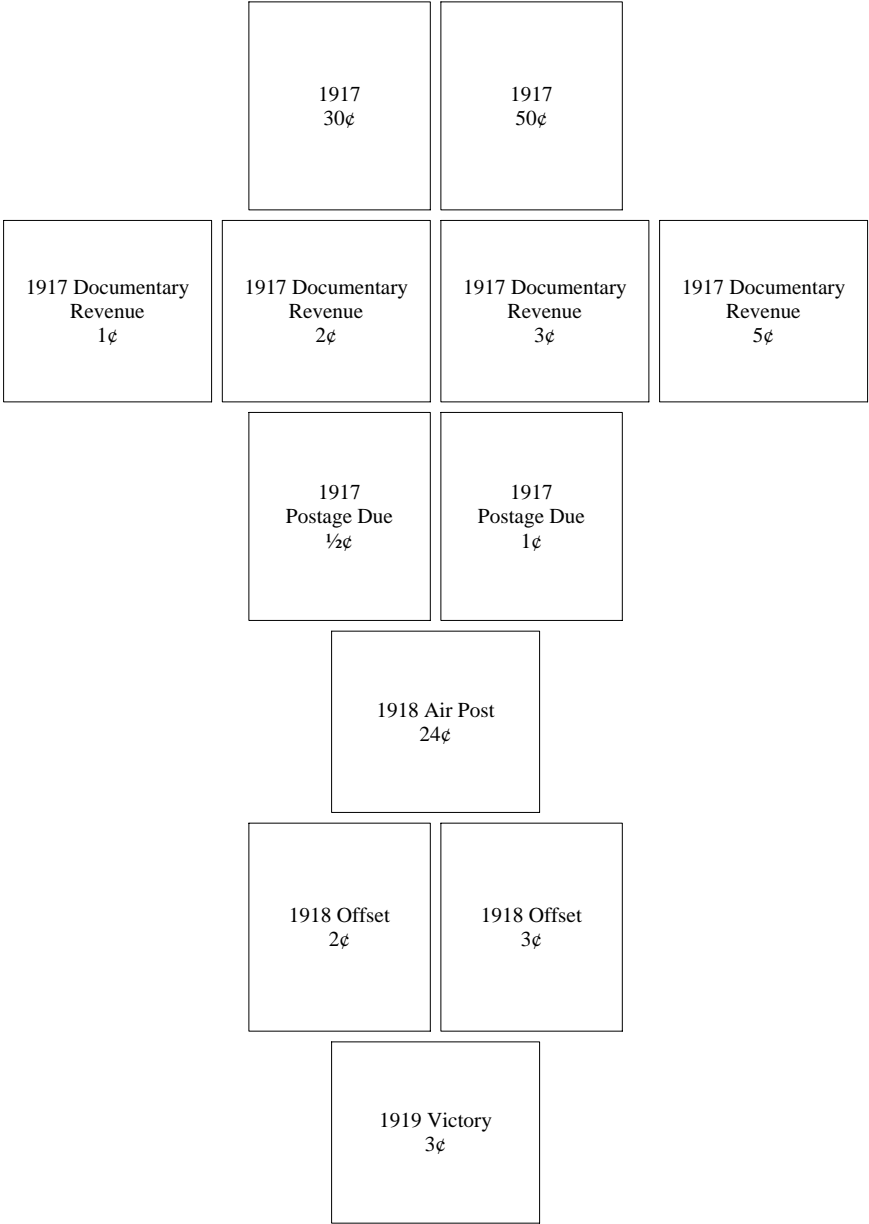 1917
30¢
1917
50¢
1917 Documentary
Revenue
1¢
1917 Documentary
Revenue
2¢
1917 Documentary
Revenue
3¢
1917 Documentary
Revenue
5¢
1917
Postage Due
½¢
1917
Postage Due
1¢
1918 Air Post
24¢
1918 Offset
2¢
1918 Offset
3¢
1919 Victory
3¢